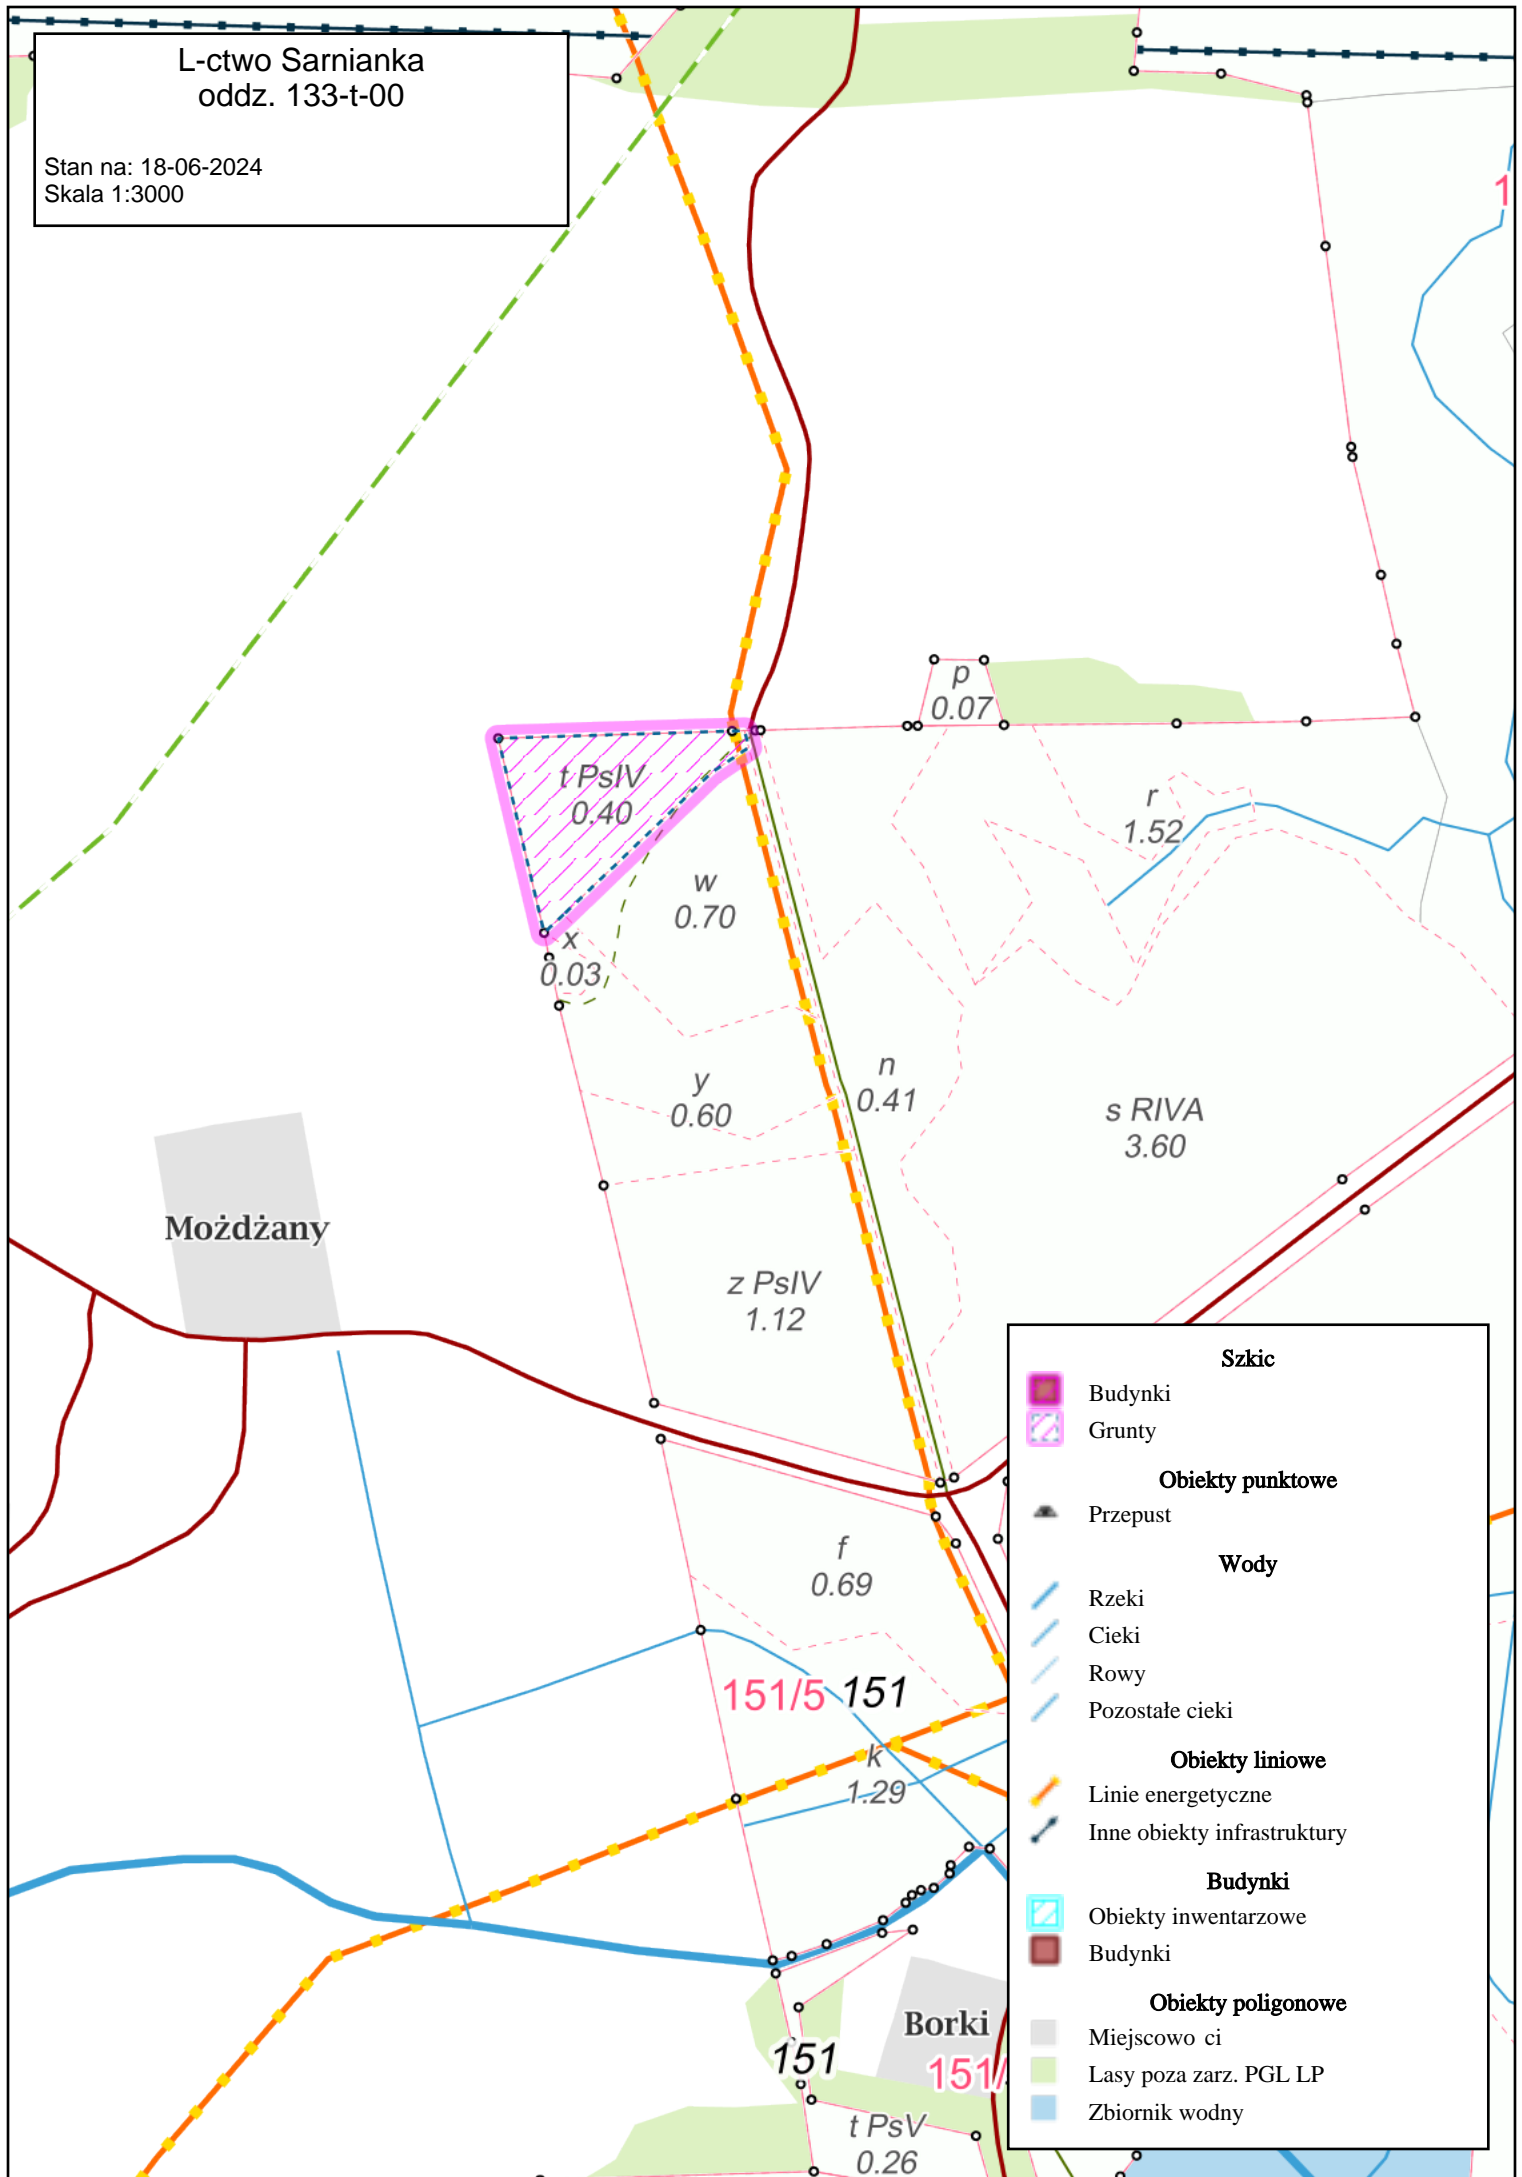 L-ctwo Sarnianka
oddz. 133-t-00
Stan na: 18-06-2024
Skala 1:3000
1
p
0.07
t PsIV
0.40
r
1.52
w
0.70
x
0.03
n
0.41
y
0.60
s RIVA
3.60
Możdżany
z PsIV
1.12
f
0.69
151/5 151
k
1.29
Borki
151
151/
t PsV
0.26
Szkic
Budynki
Grunty
Obiekty punktowe
Przepust
Wody
Rzeki
Cieki
Rowy
Pozostałe cieki
Obiekty liniowe
Linie energetyczne
Inne obiekty infrastruktury
Budynki
Obiekty inwentarzowe
Budynki
Obiekty poligonowe
Miejscowo ci
Lasy poza zarz. PGL LP
Zbiornik wodny